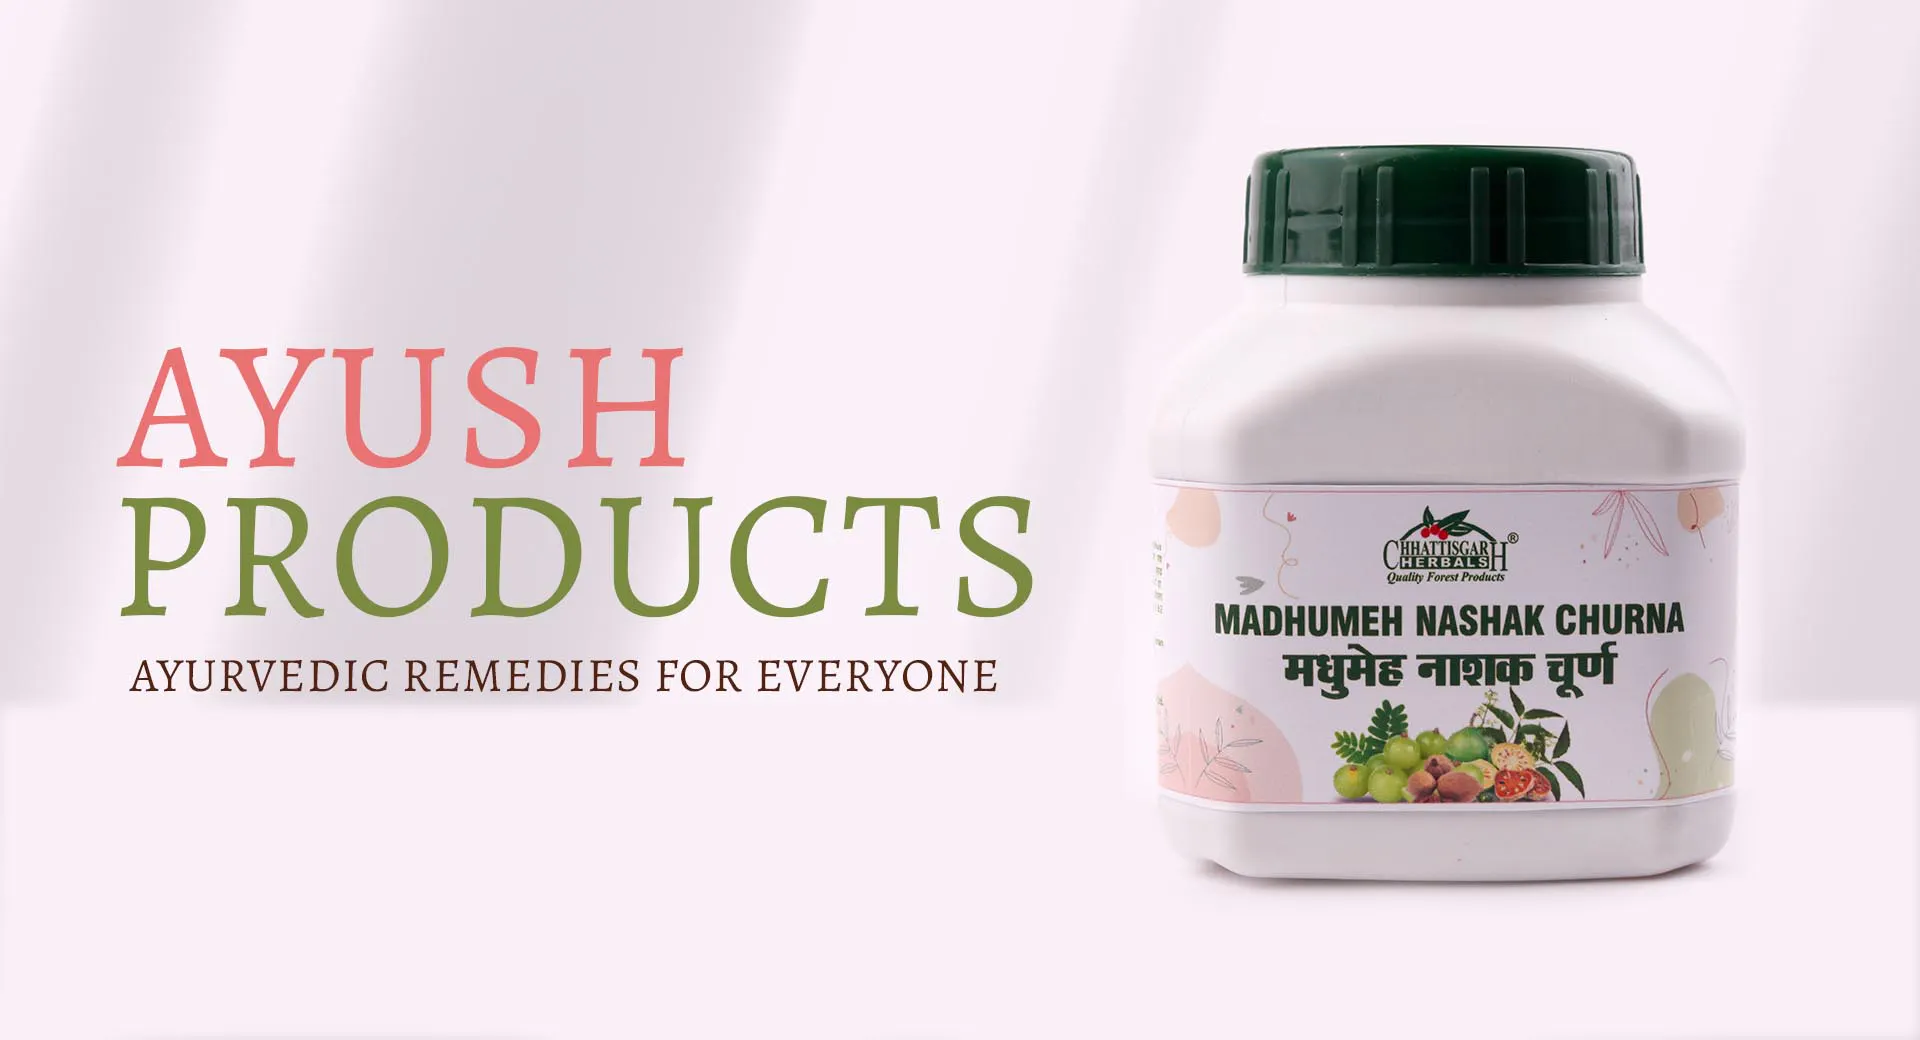 AYUSH
PRODUCTS
AYURVEDIC REMEDIES FOR EVERYONE
CHHATTISGARH ®
HERBALS
Quality Forest Products
MADHUMEH NASHAK CHURNA
मधुमेह नाशक चूर्ण